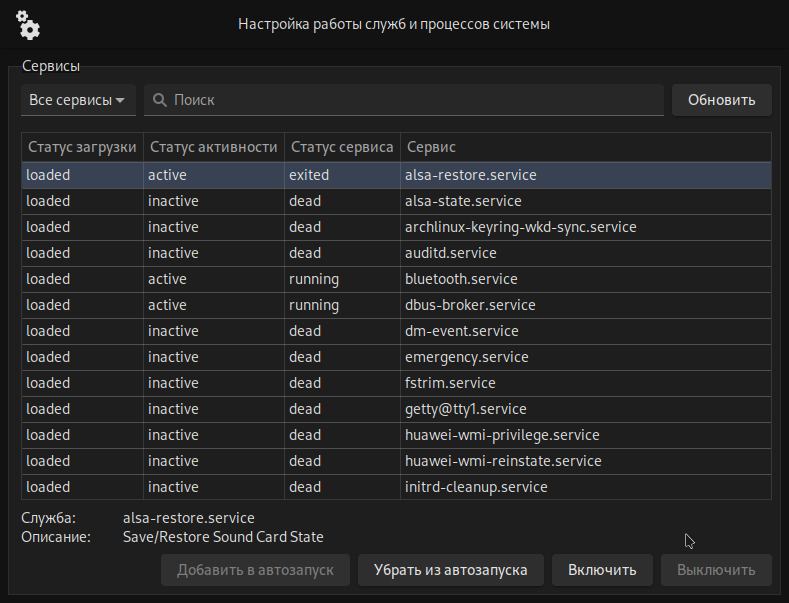 Настройка работы служб и процессов системы
Сервисы
Все сервисы Поиск Обновить
Статус загрузки Статус активности Статус сервиса Сервис
loaded active exited alsa-restore.service
loaded inactive dead alsa-state.service
loaded inactive dead archlinux-keyring-wkd-sync.service
loaded inactive dead auditd.service
loaded active running bluetooth.service
loaded active running dbus-broker.service
loaded inactive dead dm-event.service
loaded inactive dead emergency.service
loaded inactive dead fstrim.service
loaded inactive dead getty@tty1.service
loaded inactive dead huawei-wmi-privilege.service
loaded inactive dead huawei-wmi-reinstate.service
loaded inactive dead initrd-cleanup.service
Служба: alsa-restore.service
Описание: Save/Restore Sound Card State
Добавить в автозапуск Убрать из автозапуска Включить Выключить